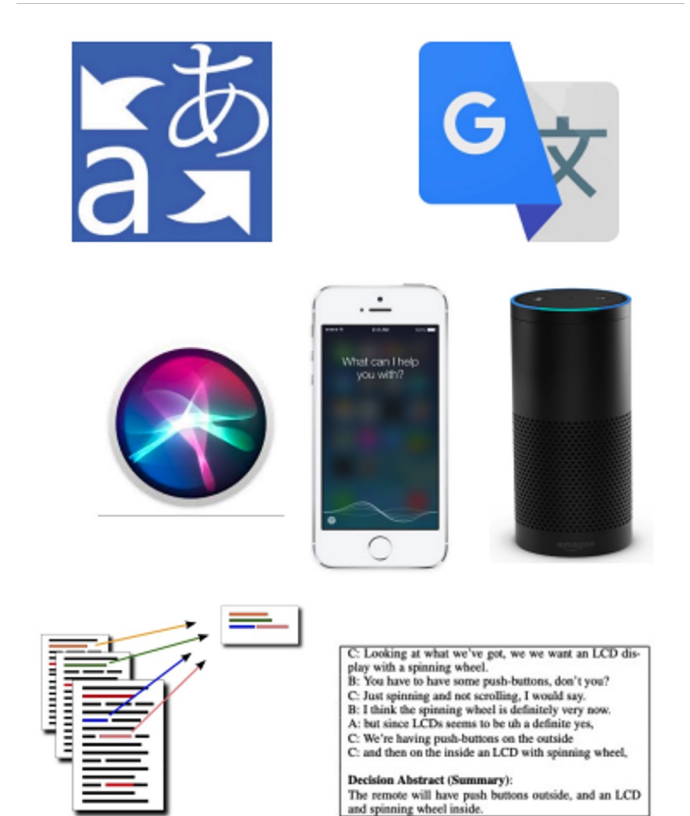 あ
a
G
文
What can I help
you with?
amazon
C: Looking at what we've got, we we want an LCD dis-
play with a spinning wheel.
B: You have to have some push-buttons, don't you?
C: Just spinning and not scrolling, I would say.
B: I think the spinning wheel is definitely very now.
A: but since LCDs seems to be uh a definite yes,
C: We're having push-buttons on the outside
C: and then on the inside an LCD with spinning wheel,
Decision Abstract (Summary):
The remote will have push buttons outside, and an LCD
and spinning wheel inside.